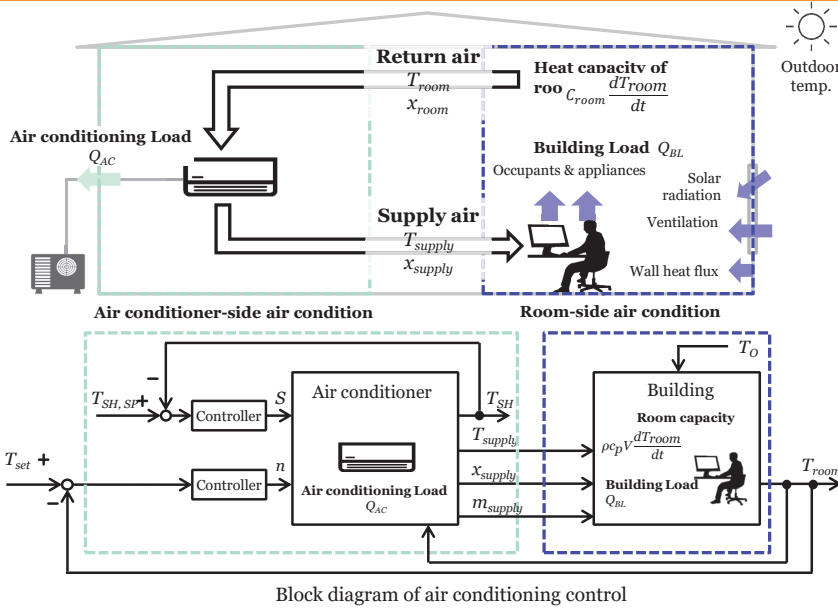 Return air
T_room
x_room
Heat capacity of
roo C_room dT_room/dt
Outdoor
temp.
Air conditioning Load
Q_AC
Building Load Q_BL
Occupants & appliances
Solar
radiation
Ventilation
Wall heat flux
Supply air
T_supply
x_supply
Air conditioner-side air condition
Room-side air condition
T_O
T_SH, SP
+
−
Controller
S
Air conditioner
T_SH
Building
Room capacity
ρc_pV dT_room/dt
T_supply
T_set
+
−
Controller
n
Air conditioning Load
Q_AC
x_supply
m_supply
Building Load
Q_BL
T_room
Block diagram of air conditioning control